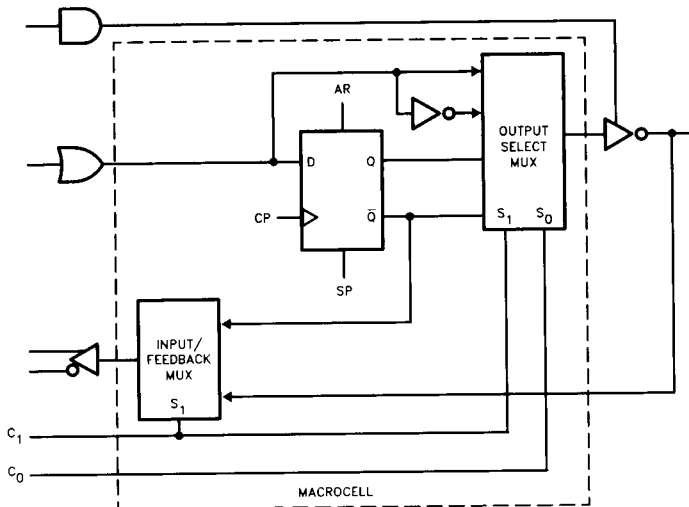 AR
OUTPUT
SELECT
MUX
D
Q
CP
Q̅
S1 S0
SP
INPUT/
FEEDBACK
MUX
S1
C1
C0
MACROCELL